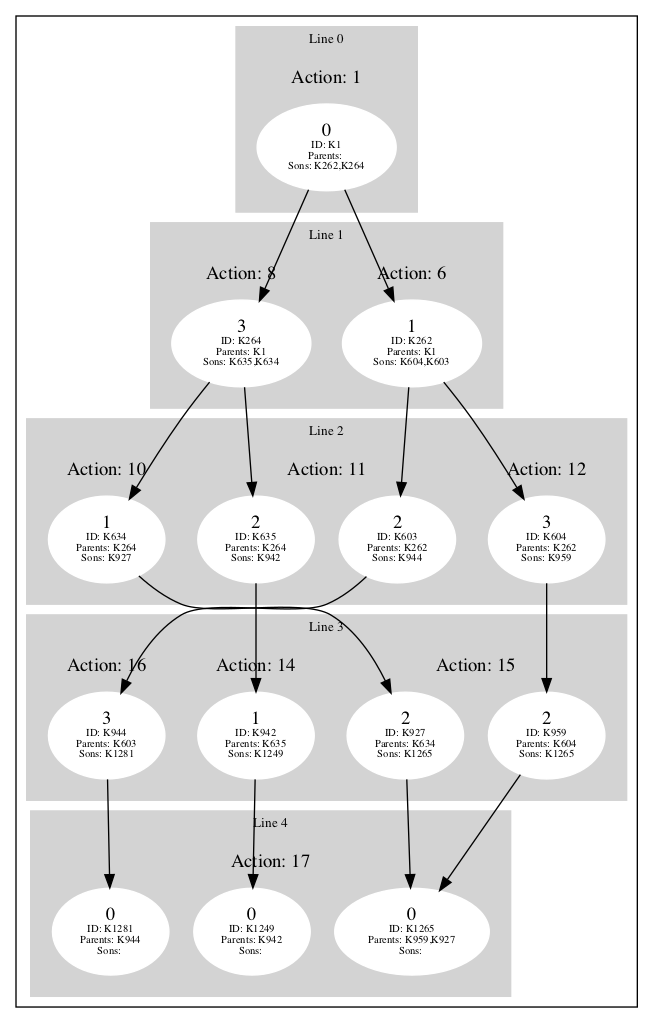 Line 0
Action: 1
0
ID: K1
Parents:
Sons: K262,K264
Line 1
Action: 8
Action: 6
3
ID: K264
Parents: K1
Sons: K635,K634
1
ID: K262
Parents: K1
Sons: K604,K603
Line 2
Action: 10
Action: 11
Action: 12
1
ID: K634
Parents: K264
Sons: K927
2
ID: K635
Parents: K264
Sons: K942
2
ID: K603
Parents: K262
Sons: K944
3
ID: K604
Parents: K262
Sons: K959
Line 3
Action: 16
Action: 14
Action: 15
3
ID: K944
Parents: K603
Sons: K1281
1
ID: K942
Parents: K635
Sons: K1249
2
ID: K927
Parents: K634
Sons: K1265
2
ID: K959
Parents: K604
Sons: K1265
Line 4
Action: 17
0
ID: K1281
Parents: K944
Sons:
0
ID: K1249
Parents: K942
Sons:
0
ID: K1265
Parents: K959,K927
Sons: